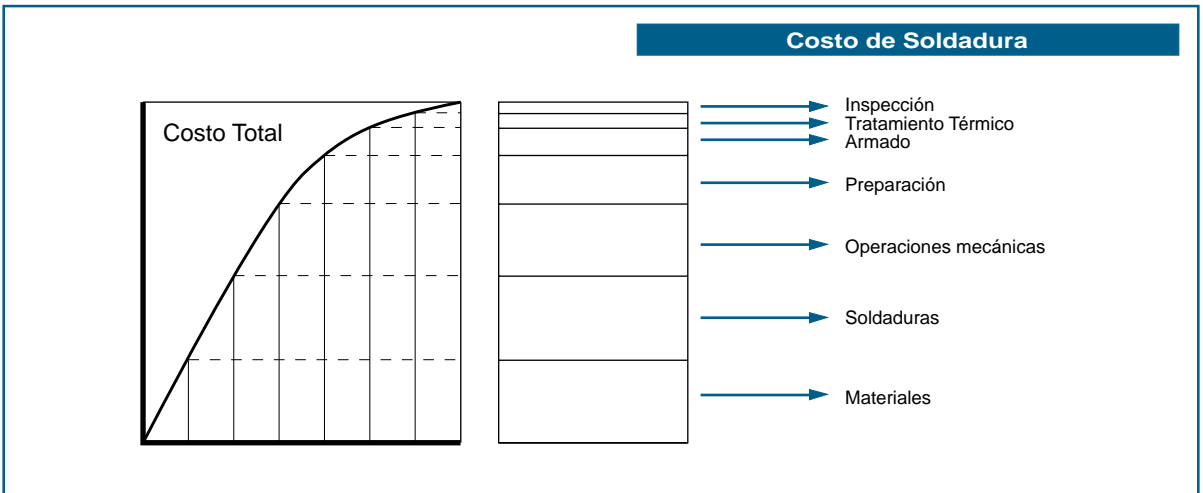 Costo de Soldadura
Costo Total
Inspección
Tratamiento Térmico
Armado
Preparación
Operaciones mecánicas
Soldaduras
Materiales